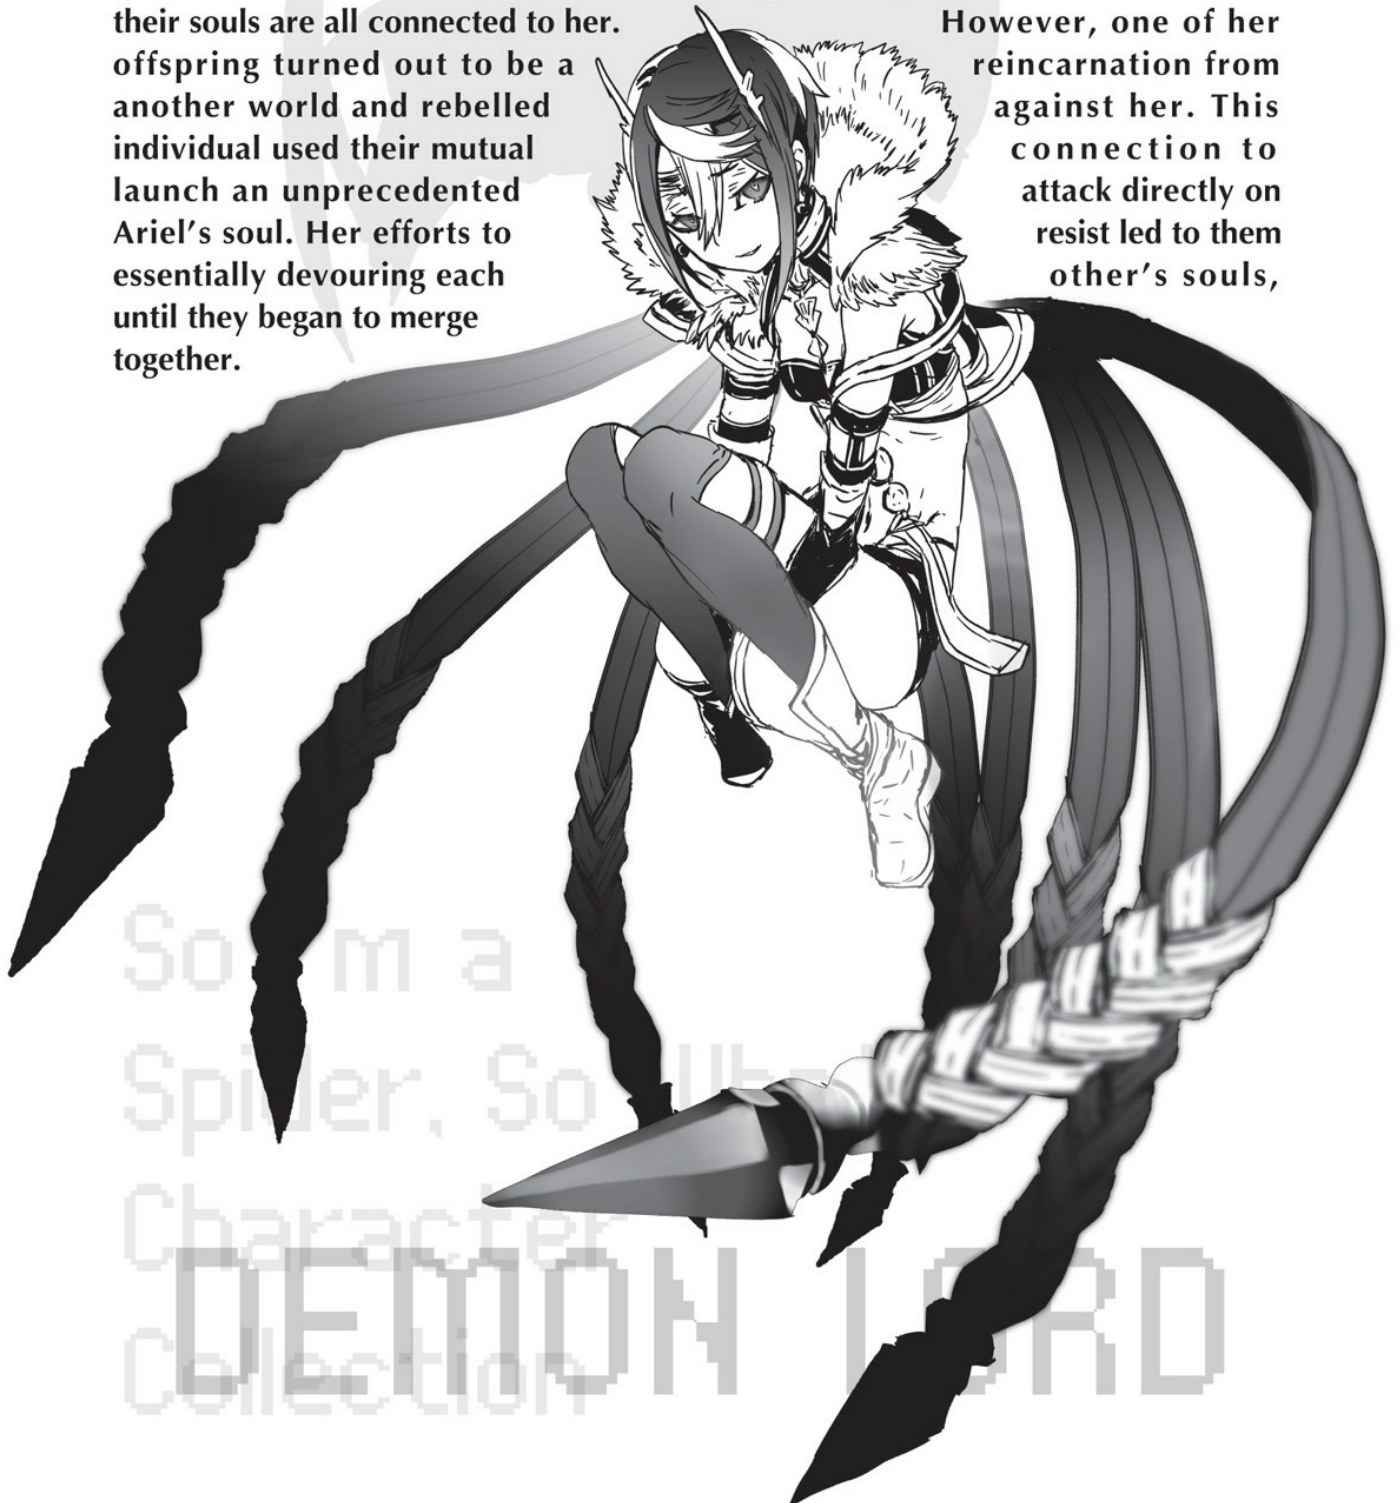 their souls are all connected to her. However, one of her
offspring turned out to be a reincarnation from
another world and rebelled against her. This
individual used their mutual connection to
launch an unprecedented attack directly on
Ariel's soul. Her efforts to resist led to them
essentially devouring each other's souls,
until they began to merge
together.
So m a
Spider, So
Character
DEMON LORD
Collection